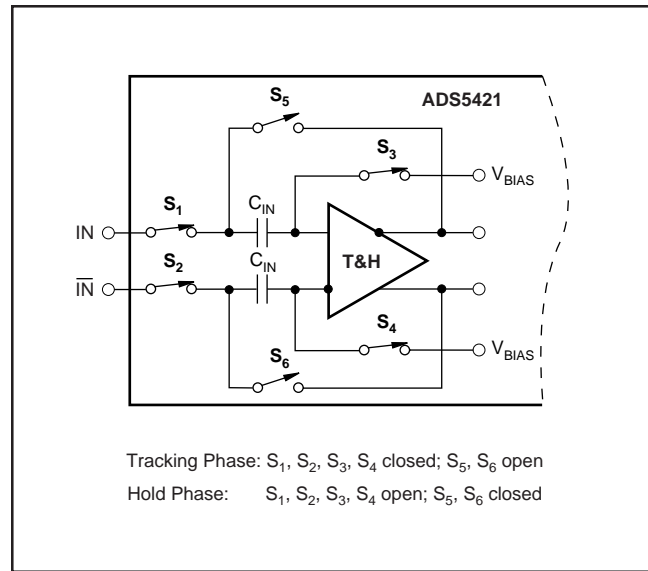 S5
ADS5421
S3
VBIAS
S1
CIN
IN
S2
CIN
T&H
IN
S4
VBIAS
S6
Tracking Phase: S1, S2, S3, S4 closed; S5, S6 open
Hold Phase: S1, S2, S3, S4 open; S5, S6 closed